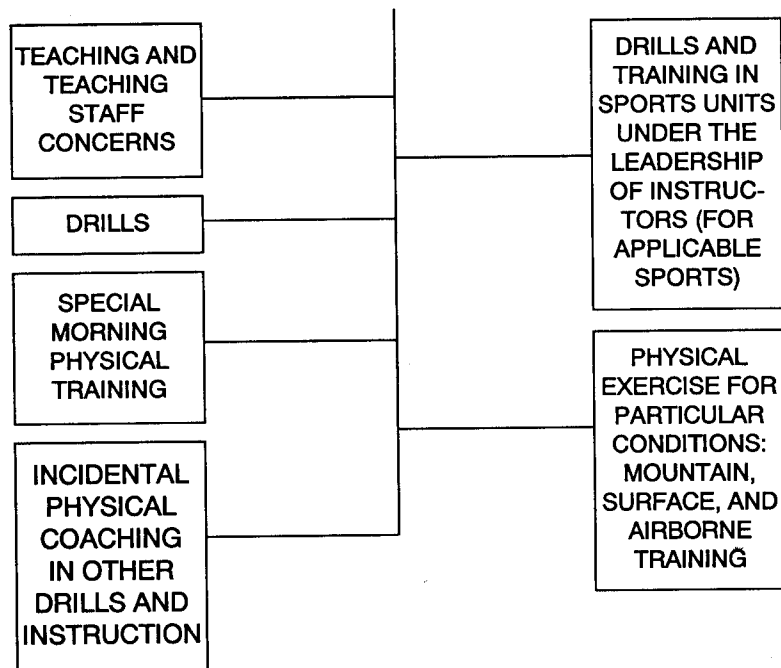 TEACHING AND
TEACHING
STAFF
CONCERNS
DRILLS
SPECIAL
MORNING
PHYSICAL
TRAINING
INCIDENTAL
PHYSICAL
COACHING
IN OTHER
DRILLS AND
INSTRUCTION
DRILLS AND
TRAINING IN
SPORTS UNITS
UNDER THE
LEADERSHIP
OF INSTRUC-
TORS (FOR
APPLICABLE
SPORTS)
PHYSICAL
EXERCISE FOR
PARTICULAR
CONDITIONS:
MOUNTAIN,
SURFACE, AND
AIRBORNE
TRAINING